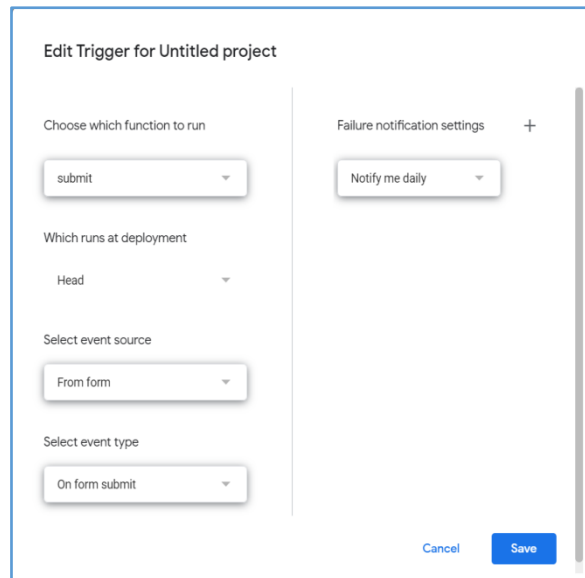 Edit Trigger for Untitled project
Choose which function to run
submit
Which runs at deployment
Head
Select event source
From form
Select event type
On form submit
Failure notification settings +
Notify me daily
Cancel
Save